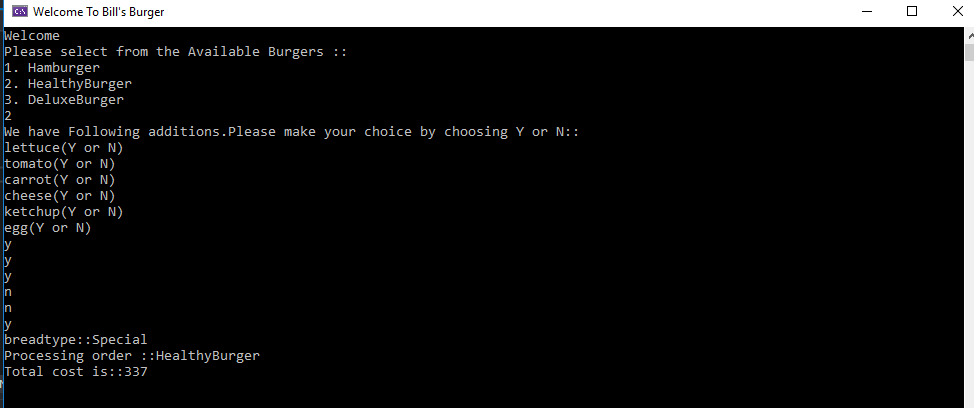 Welcome To Bill's Burger
Welcome
Please select from the Available Burgers ::
1. Hamburger
2. HealthyBurger
3. DeluxeBurger
2
We have Following additions.Please make your choice by choosing Y or N::
lettuce(Y or N)
tomato(Y or N)
carrot(Y or N)
cheese(Y or N)
ketchup(Y or N)
egg(Y or N)
y
y
y
n
n
y
breadtype::Special
Processing order ::HealthyBurger
Total cost is::337